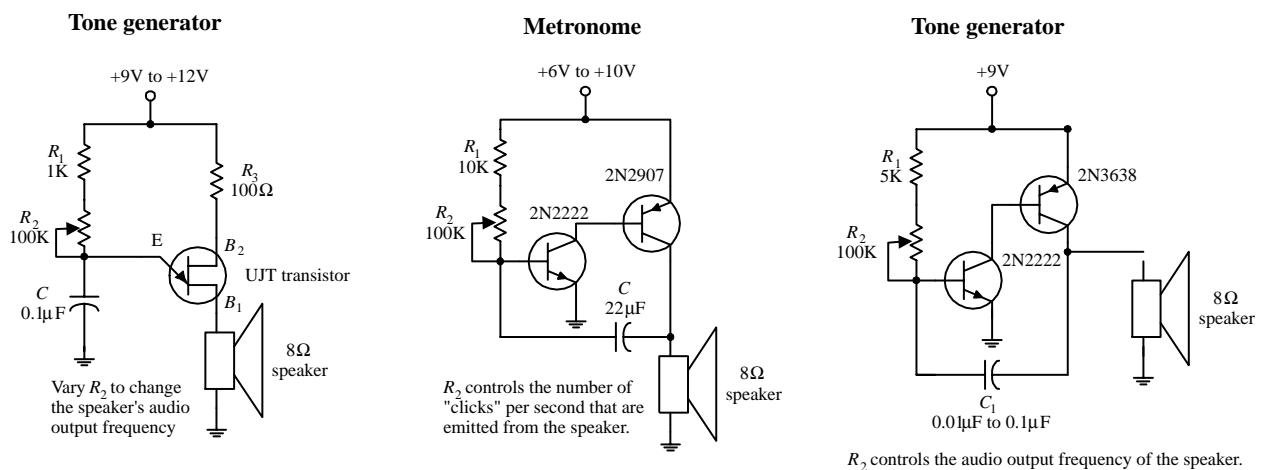 Tone generator
+9V to +12V
R1
1K
R3
100Ω
R2
100K
E
B2
UJT transistor
C
0.1µF
B1
8Ω
speaker
Vary R2 to change
the speaker's audio
output frequency
Metronome
+6V to +10V
R1
10K
2N2907
R2
100K
2N2222
C
22µF
8Ω
speaker
R2 controls the number of
"clicks" per second that are
emitted from the speaker.
Tone generator
+9V
R1
5K
2N3638
R2
100K
2N2222
8Ω
speaker
C1
0.01µF to 0.1µF
R2 controls the audio output frequency of the speaker.